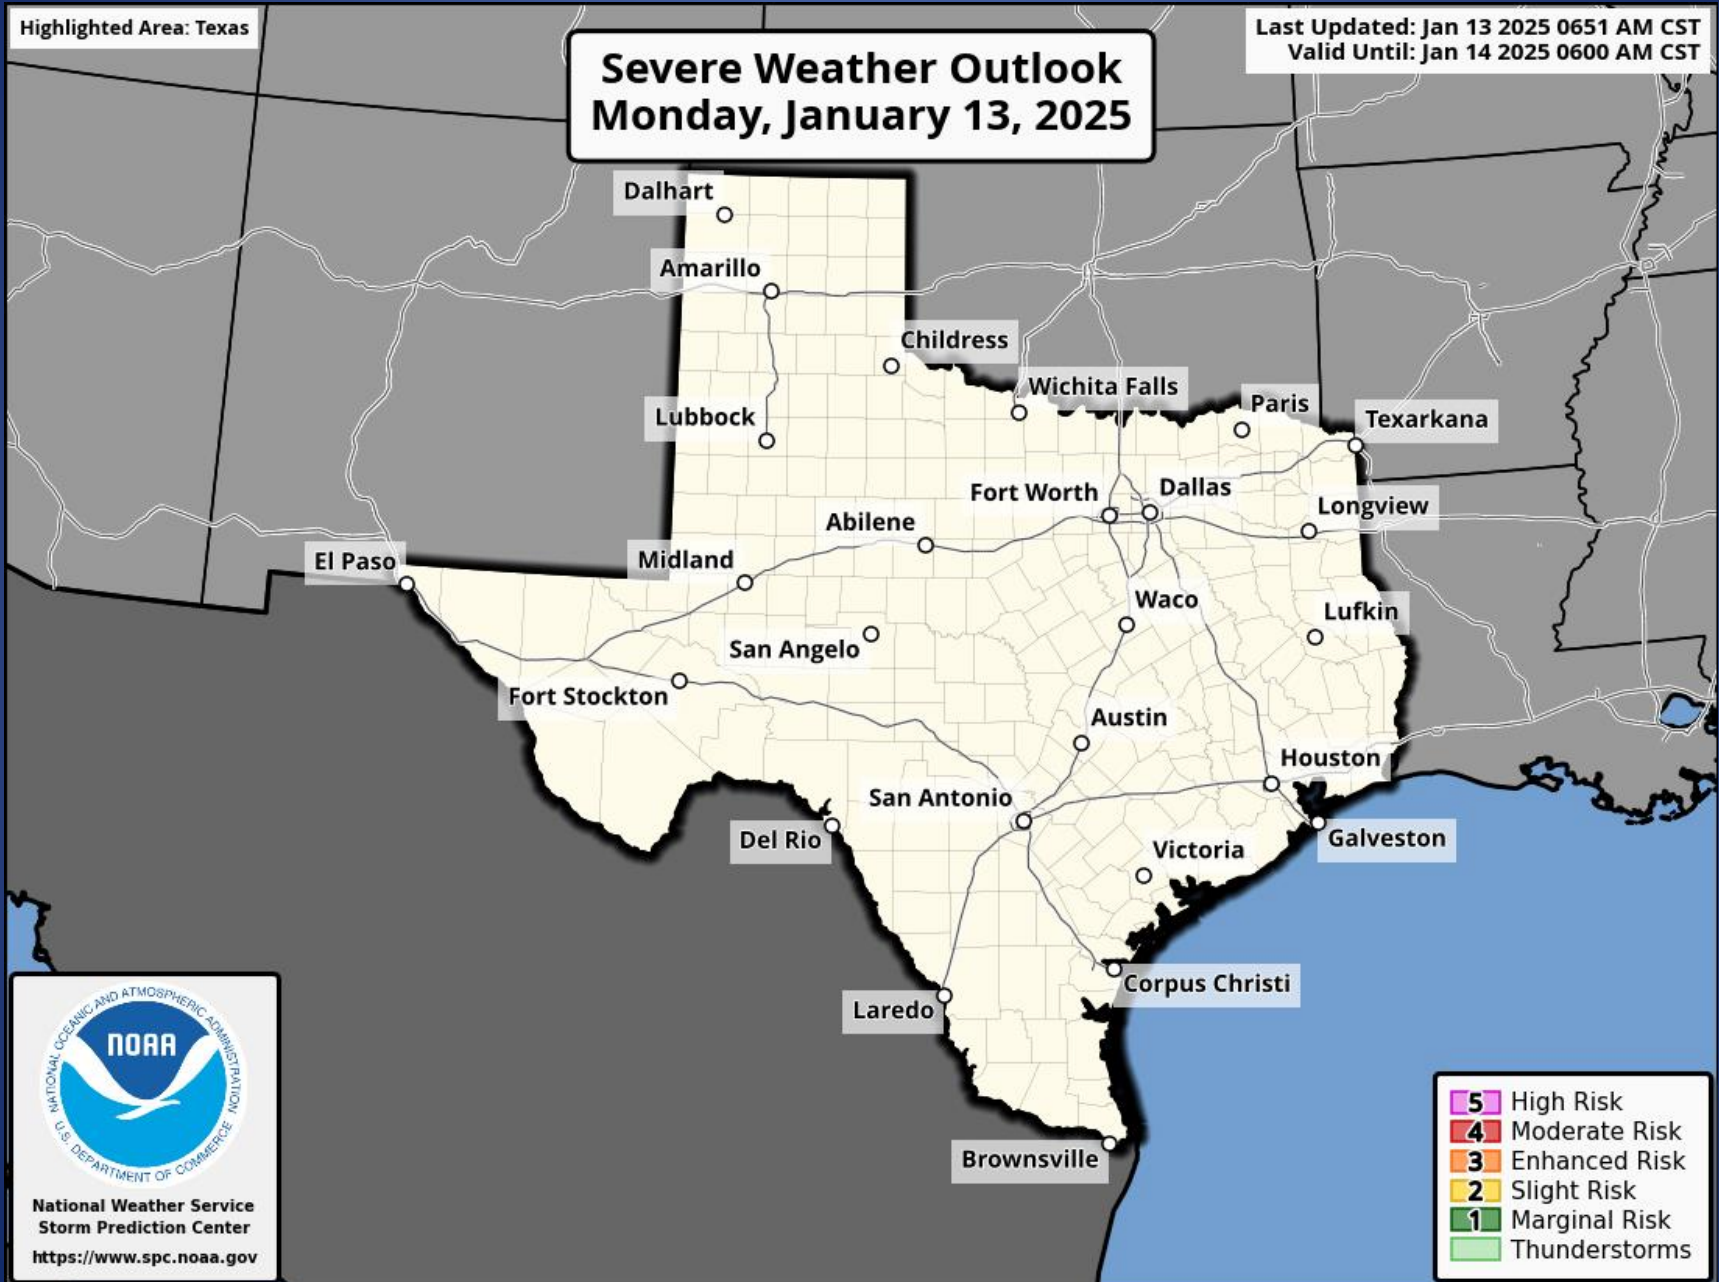 Highlighted Area: Texas
Severe Weather Outlook
Monday, January 13, 2025
Last Updated: Jan 13 2025 0651 AM CST
Valid Until: Jan 14 2025 0600 AM CST
Dalhart
Amarillo
Childress
Wichita Falls
Paris
Texarkana
Lubbock
Fort Worth
Dallas
Longview
Abilene
El Paso
Midland
Waco
Lufkin
San Angelo
Fort Stockton
Austin
Houston
San Antonio
Del Rio
Galveston
Victoria
Corpus Christi
Laredo
Brownsville
NATIONAL OCEANIC AND ATMOSPHERIC ADMINISTRATION
NOAA
U.S. DEPARTMENT OF COMMERCE
National Weather Service
Storm Prediction Center
https://www.spc.noaa.gov
5 High Risk
4 Moderate Risk
3 Enhanced Risk
2 Slight Risk
1 Marginal Risk
Thunderstorms